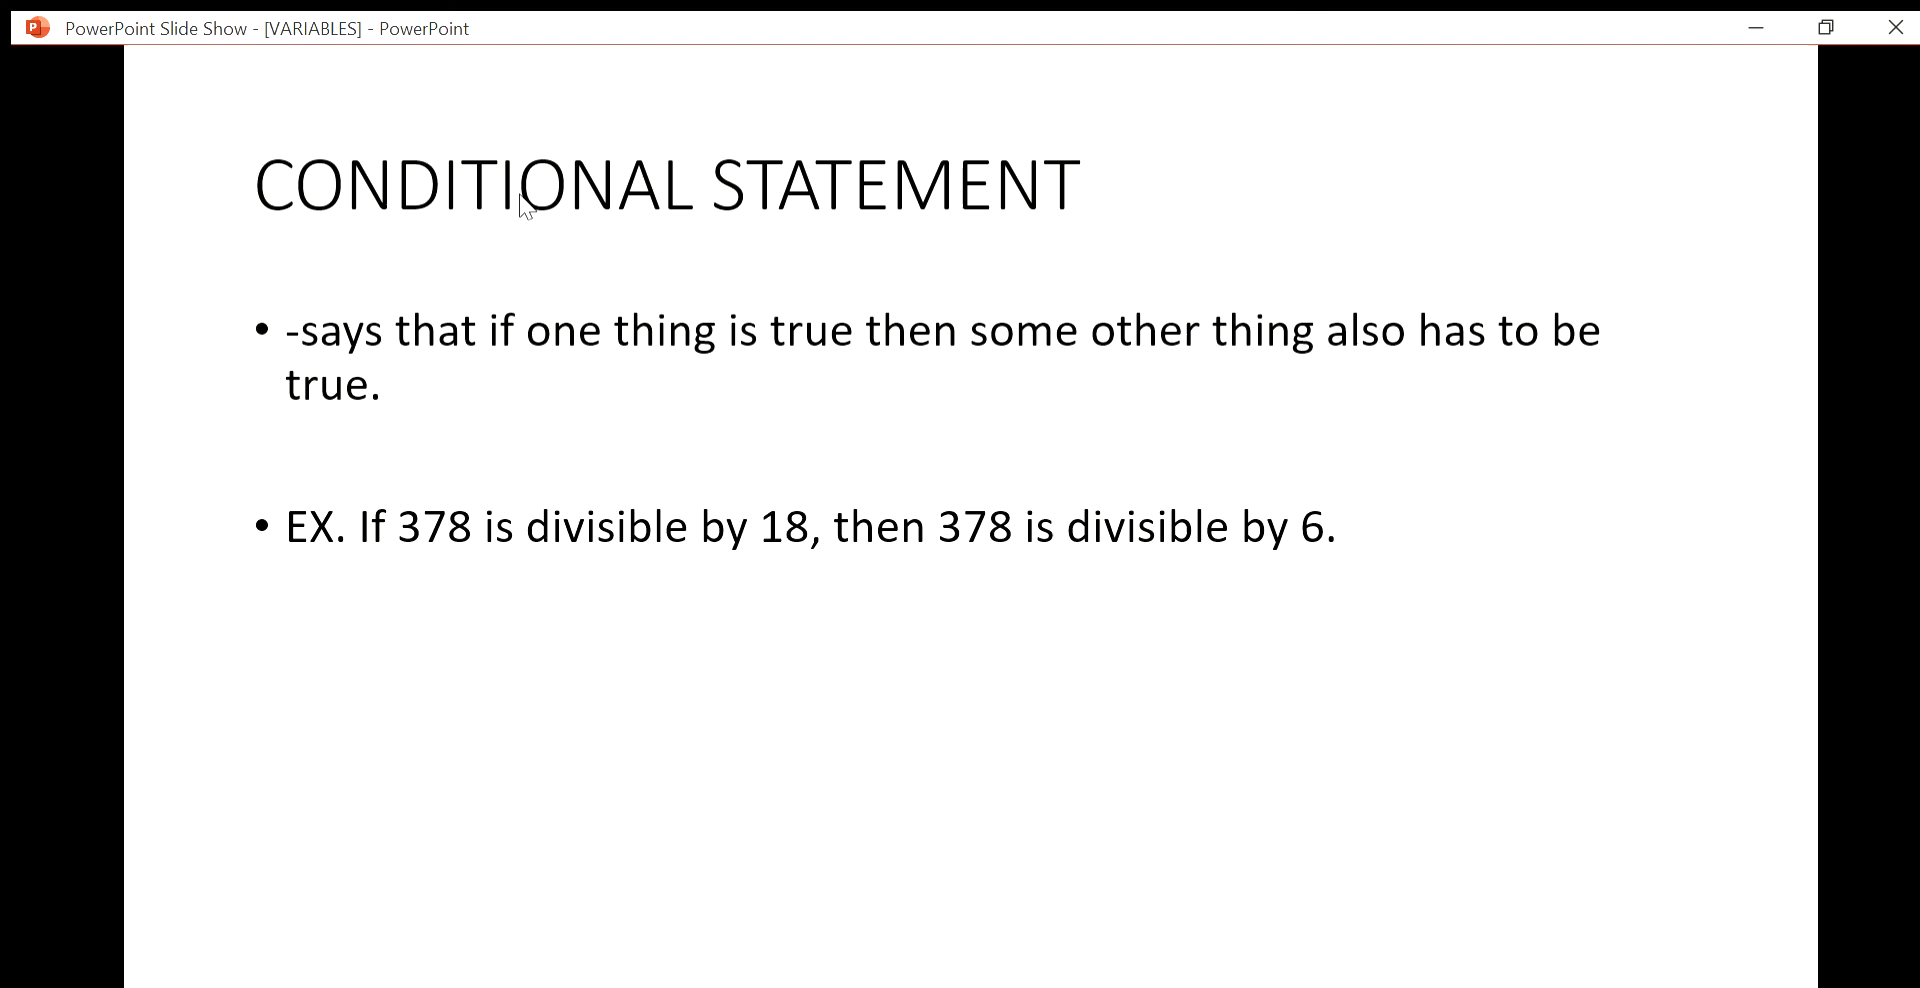 PowerPoint Slide Show - [VARIABLES] - PowerPoint
CONDITIONAL STATEMENT
• -says that if one thing is true then some other thing also has to be
true.
• EX. If 378 is divisible by 18, then 378 is divisible by 6.